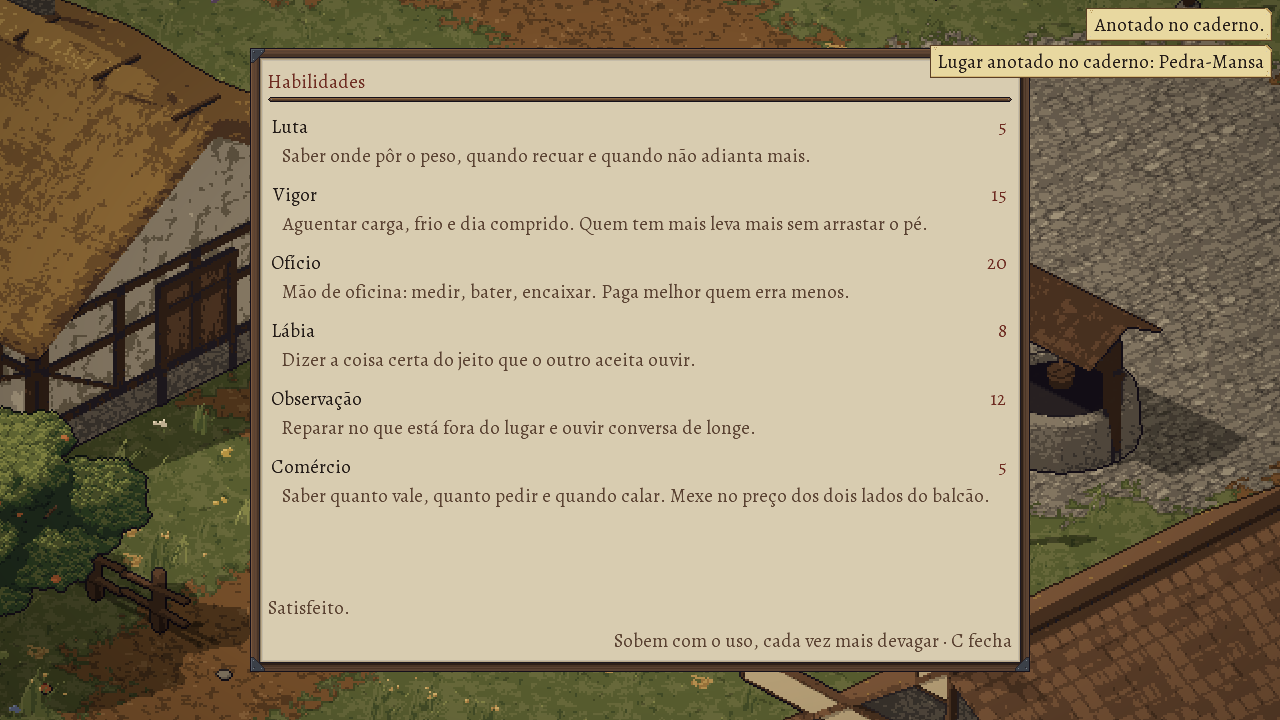 Anotado no caderno.
Lugar anotado no caderno: Pedra-Mansa
Habilidades
Luta 5
Saber onde pôr o peso, quando recuar e quando não adianta mais.
Vigor 15
Aguentar carga, frio e dia comprido. Quem tem mais leva mais sem arrastar o pé.
Ofício 20
Mão de oficina: medir, bater, encaixar. Paga melhor quem erra menos.
Lábia 8
Dizer a coisa certa do jeito que o outro aceita ouvir.
Observação 12
Reparar no que está fora do lugar e ouvir conversa de longe.
Comércio 5
Saber quanto vale, quanto pedir e quando calar. Mexe no preço dos dois lados do balcão.
Satisfeito.
Sobem com o uso, cada vez mais devagar · C fecha